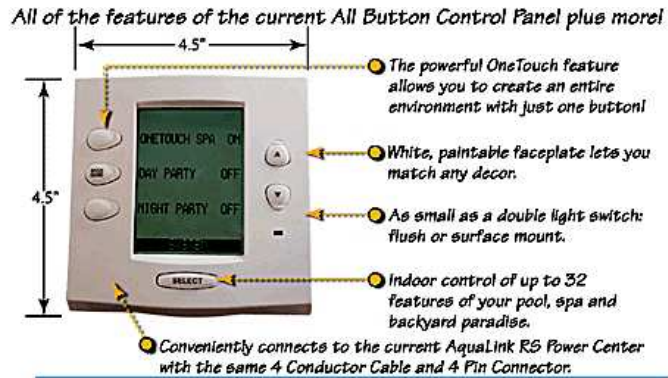 All of the features of the current All Button Control Panel plus more!
4.5"
The powerful OneTouch feature
allows you to create an entire
environment with just one button!
ONETOUCH SPA ON
DAY PARTY OFF
NIGHT PARTY OFF
White, paintable faceplate lets you
match any decor.
4.5"
As small as a double light switch:
flush or surface mount.
SELECT
Indoor control of up to 32
features of your pool, spa and
backyard paradise.
Conveniently connects to the current AquaLink RS Power Center
with the same 4 Conductor Cable and 4 Pin Connector.